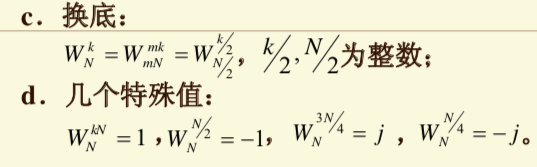 c. 换底：
W_N^k = W_{mN}^{mk} = W_{N/2}^{k/2}，k/2, N/2为整数；
d. 几个特殊值：
W_N^{kN} = 1，W_N^{N/2} = -1，W_N^{3N/4} = j，W_N^{N/4} = -j。